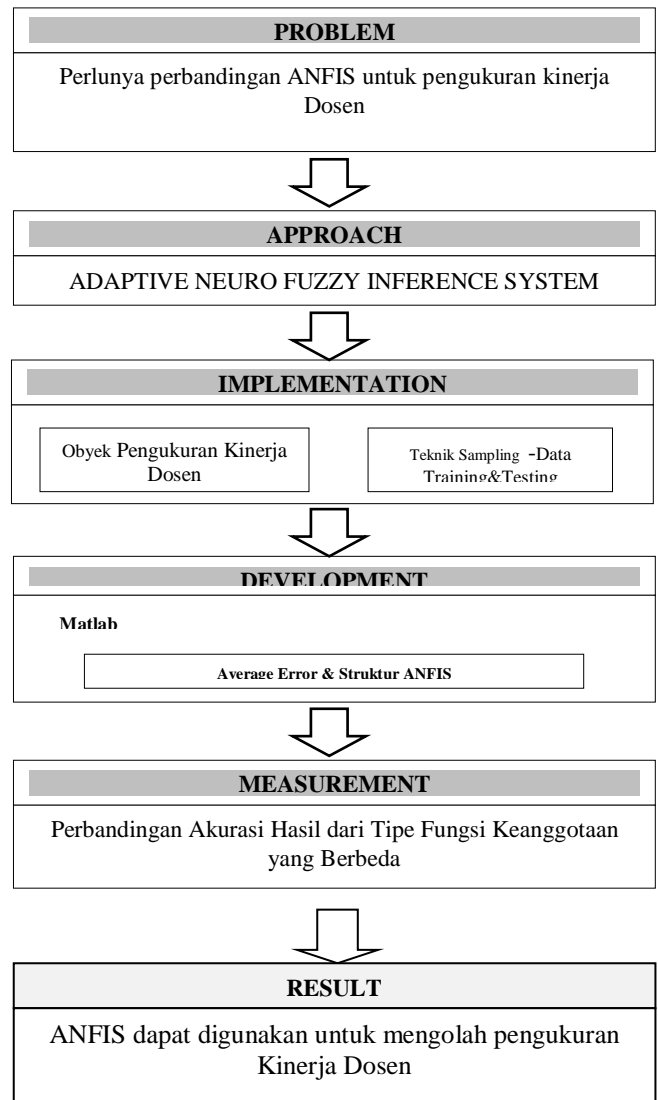 PROBLEM
Perlunya perbandingan ANFIS untuk pengukuran kinerja
Dosen
APPROACH
ADAPTIVE NEURO FUZZY INFERENCE SYSTEM
IMPLEMENTATION
Obyek Pengukuran Kinerja
Dosen
Teknik Sampling -Data
Training&Testing
DEVELOPMENT
Matlab
Average Error & Struktur ANFIS
MEASUREMENT
Perbandingan Akurasi Hasil dari Tipe Fungsi Keanggotaan
yang Berbeda
RESULT
ANFIS dapat digunakan untuk mengolah pengukuran
Kinerja Dosen